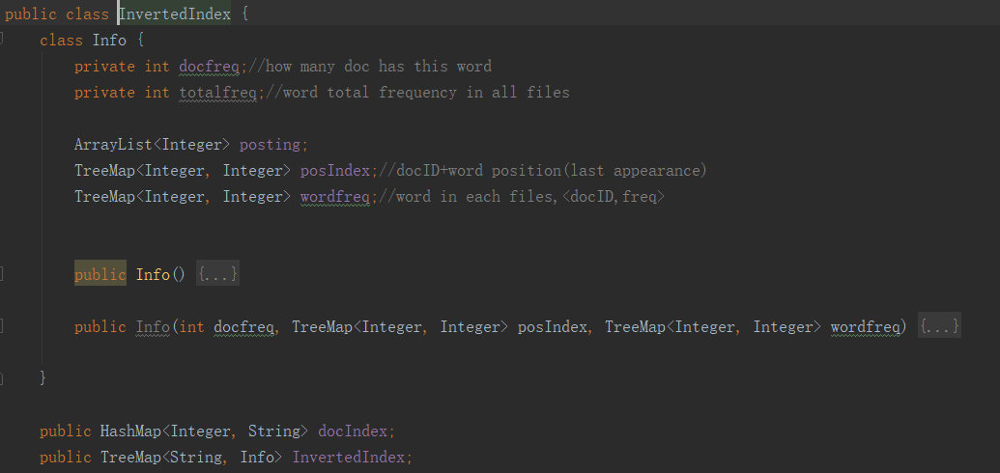 public class InvertedIndex {
class Info {
private int docfreq;//how many doc has this word
private int totalfreq;//word total frequency in all files
ArrayList<Integer> posting;
TreeMap<Integer, Integer> posIndex;//docID+word position(last appearance)
TreeMap<Integer, Integer> wordfreq;//word in each files,<docID,freq>
public Info() {...}
public Info(int docfreq, TreeMap<Integer, Integer> posIndex, TreeMap<Integer, Integer> wordfreq) {...}
}
public HashMap<Integer, String> docIndex;
public TreeMap<String, Info> InvertedIndex;